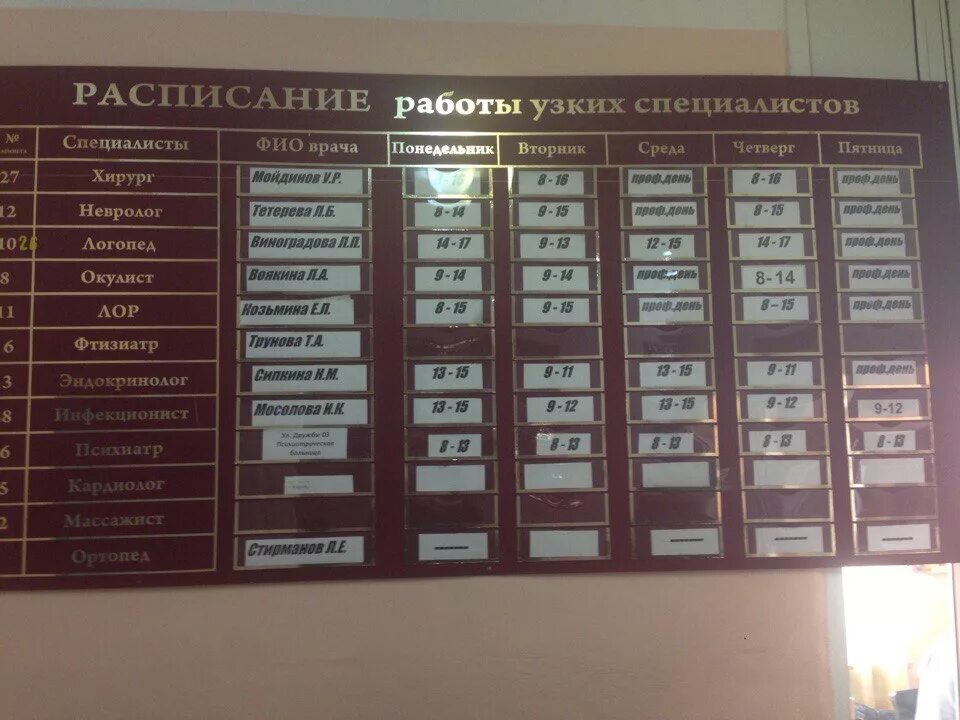 РАСПИСАНИЕ работы узких специалистов
№ Специалисты ФИО врача Понедельник Вторник Среда Четверг Пятница
27 Хирург Мойдинов У.Р. 8 - 16 проф.день 8 - 16 проф.день
12 Невролог Тетерева Л.Б. 8 - 14 9 - 15 проф.день 8 - 15 проф.день
10 26 Логопед Виноградова Л.П. 14 - 17 9 - 13 12 - 15 14 - 17 проф.день
8 Окулист Воякина Л.А. 9 - 14 9 - 14 проф.день 8 - 14 проф.день
11 ЛОР Козьмина Е.Л. 8 - 15 9 - 15 проф.день 8 - 15 проф.день
6 Фтизиатр Трунова Т.А.
3 Эндокринолог Сипкина Н.М. 13 - 15 9 - 11 13 - 15 9 - 11 проф.день
8 Инфекционист Мосолова И.К. 13 - 15 9 - 12 13 - 15 9 - 12 9-12
6 Психиатр Ул. Дружбы 03 Психиатрическая больница 8 - 13 8 - 13 8 - 13 8 - 13 8 - 13
5 Кардиолог
2 Массажист
Ортопед Стирманов Л.Е. ——— ——— ——— ———